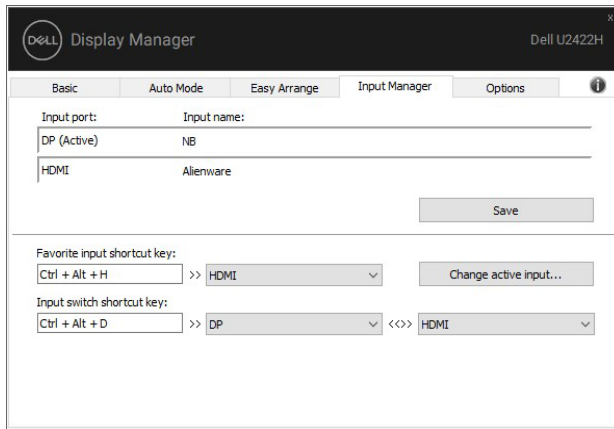 DELL Display Manager Dell U2422H
Basic Auto Mode Easy Arrange Input Manager Options
Input port: Input name:
DP (Active) NB
HDMI Alienware
Save
Favorite input shortcut key:
Ctrl + Alt + H >> HDMI Change active input...
Input switch shortcut key:
Ctrl + Alt + D >> DP <<>> HDMI